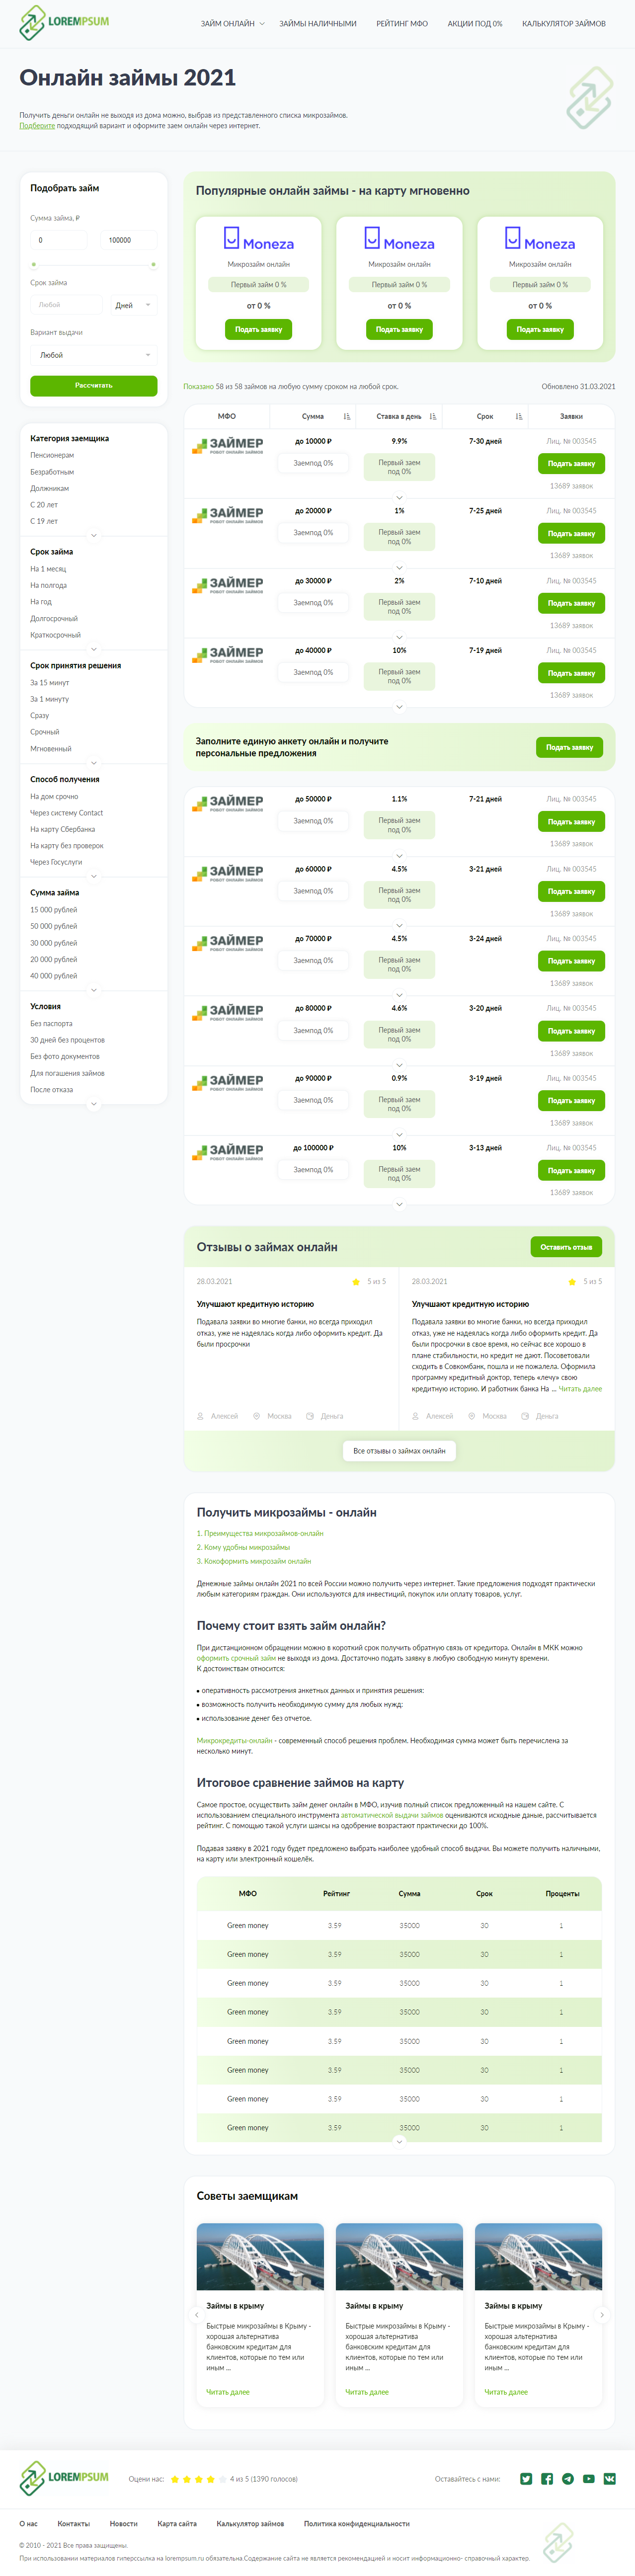 LOREMPSUM
ЗАЙМ ОНЛАЙН
ЗАЙМЫ НАЛИЧНЫМИ
РЕЙТИНГ МФО
АКЦИИ ПОД 0%
КАЛЬКУЛЯТОР ЗАЙМОВ
Онлайн займы 2021
Получить деньги онлайн не выходя из дома можно, выбрав из представленного списка микрозаймов.
Подберите подходящий вариант и оформите заем онлайн через интернет.
Подобрать займ
Сумма займа, ₽
0
100000
Срок займа
Любой
Дней
Вариант выдачи
Любой
Рассчитать
Категория заемщика
Пенсионерам
Безработным
Должникам
С 20 лет
С 19 лет
Срок займа
На 1 месяц
На полгода
На год
Долгосрочный
Краткосрочный
Срок принятия решения
За 15 минут
За 1 минуту
Сразу
Срочный
Мгновенный
Способ получения
На дом срочно
Через систему Contact
На карту Сбербанка
На карту без проверок
Через Госуслуги
Сумма займа
15 000 рублей
50 000 рублей
30 000 рублей
20 000 рублей
40 000 рублей
Условия
Без паспорта
30 дней без процентов
Без фото документов
Для погашения займов
После отказа
Популярные онлайн займы - на карту мгновенно
Moneza
Микрозайм онлайн
Первый займ 0 %
от 0 %
Подать заявку
Moneza
Микрозайм онлайн
Первый займ 0 %
от 0 %
Подать заявку
Moneza
Микрозайм онлайн
Первый займ 0 %
от 0 %
Подать заявку
Показано 58 из 58 займов на любую сумму сроком на любой срок.
Обновлено 31.03.2021
МФО
Сумма
Ставка в день
Срок
Заявки
ЗАЙМЕР
РОБОТ ОНЛАЙН ЗАЙМОВ
до 10000 ₽
Заемпод 0%
9.9%
Первый заем
под 0%
7-30 дней
Лиц. № 003545
Подать заявку
13689 заявок
ЗАЙМЕР
РОБОТ ОНЛАЙН ЗАЙМОВ
до 20000 ₽
Заемпод 0%
1%
Первый заем
под 0%
7-25 дней
Лиц. № 003545
Подать заявку
13689 заявок
ЗАЙМЕР
РОБОТ ОНЛАЙН ЗАЙМОВ
до 30000 ₽
Заемпод 0%
2%
Первый заем
под 0%
7-10 дней
Лиц. № 003545
Подать заявку
13689 заявок
ЗАЙМЕР
РОБОТ ОНЛАЙН ЗАЙМОВ
до 40000 ₽
Заемпод 0%
10%
Первый заем
под 0%
7-19 дней
Лиц. № 003545
Подать заявку
13689 заявок
Заполните единую анкету онлайн и получите
персональные предложения
Подать заявку
ЗАЙМЕР
РОБОТ ОНЛАЙН ЗАЙМОВ
до 50000 ₽
Заемпод 0%
1.1%
Первый заем
под 0%
7-21 дней
Лиц. № 003545
Подать заявку
13689 заявок
ЗАЙМЕР
РОБОТ ОНЛАЙН ЗАЙМОВ
до 60000 ₽
Заемпод 0%
4.5%
Первый заем
под 0%
3-21 дней
Лиц. № 003545
Подать заявку
13689 заявок
ЗАЙМЕР
РОБОТ ОНЛАЙН ЗАЙМОВ
до 70000 ₽
Заемпод 0%
4.5%
Первый заем
под 0%
3-24 дней
Лиц. № 003545
Подать заявку
13689 заявок
ЗАЙМЕР
РОБОТ ОНЛАЙН ЗАЙМОВ
до 80000 ₽
Заемпод 0%
4.6%
Первый заем
под 0%
3-20 дней
Лиц. № 003545
Подать заявку
13689 заявок
ЗАЙМЕР
РОБОТ ОНЛАЙН ЗАЙМОВ
до 90000 ₽
Заемпод 0%
0.9%
Первый заем
под 0%
3-19 дней
Лиц. № 003545
Подать заявку
13689 заявок
ЗАЙМЕР
РОБОТ ОНЛАЙН ЗАЙМОВ
до 100000 ₽
Заемпод 0%
10%
Первый заем
под 0%
3-13 дней
Лиц. № 003545
Подать заявку
13689 заявок
Отзывы о займах онлайн
Оставить отзыв
28.03.2021
5 из 5
Улучшают кредитную историю
Подавала заявки во многие банки, но всегда приходил
отказ, уже не надеялась когда либо оформить кредит. Да
были просрочки
Алексей
Москва
Деньга
28.03.2021
5 из 5
Улучшают кредитную историю
Подавала заявки во многие банки, но всегда приходил
отказ, уже не надеялась когда либо оформить кредит. Да
были просрочки в свое время, но сейчас все хорошо в
плане стабильности, но кредит не дают. Посоветовали
сходить в Совкомбанк, пошла и не пожалела. Оформила
программу кредитный доктор, теперь «лечу» свою
кредитную историю. И работник банка На ... Читать далее
Алексей
Москва
Деньга
Все отзывы о займах онлайн
Получить микрозаймы - онлайн
1. Преимущества микрозаймов-онлайн
2. Кому удобны микрозаймы
3. Кокоформить микрозайм онлайн
Денежные займы онлайн 2021 по всей России можно получить через интернет. Такие предложения подходят практически
любым категориям граждан. Они используются для инвестиций, покупок или оплату товаров, услуг.
Почему стоит взять займ онлайн?
При дистанционном обращении можно в короткий срок получить обратную связь от кредитора. Онлайн в МКК можно
оформить срочный займ не выходя из дома. Достаточно подать заявку в любую свободную минуту времени.
К достоинствам относится:
• оперативность рассмотрения анкетных данных и принятия решения:
• возможность получить необходимую сумму для любых нужд:
• использование денег без отчетое.
Микрокредиты-онлайн - современный способ решения проблем. Необходимая сумма может быть перечислена за
несколько минут.
Итоговое сравнение займов на карту
Самое простое, осуществить займ денег онлайн в МФО, изучив полный список предложенный на нашем сайте. С
использованием специального инструмента автоматической выдачи займов оцениваются исходные даные, рассчитывается
рейтинг. С помощью такой услуги шансы на одобрение возрастают практически до 100%.
Подавая заявку в 2021 году будет предложено выбрать наиболее удобный способ выдачи. Вы можете получить наличными,
на карту или электронный кошелёк.
МФО Рейтинг Сумма Срок Проценты
Green money 3.59 35000 30 1
Green money 3.59 35000 30 1
Green money 3.59 35000 30 1
Green money 3.59 35000 30 1
Green money 3.59 35000 30 1
Green money 3.59 35000 30 1
Green money 3.59 35000 30 1
Green money 3.59 35000 30 1
Советы заемщикам
Займы в крыму
Быстрые микрозаймы в Крыму -
хорошая альтернатива
банковским кредитам для
клиентов, которые по тем или
иным ...
Читать далее
Займы в крыму
Быстрые микрозаймы в Крыму -
хорошая альтернатива
банковским кредитам для
клиентов, которые по тем или
иным ...
Читать далее
Займы в крыму
Быстрые микрозаймы в Крыму -
хорошая альтернатива
банковским кредитам для
клиентов, которые по тем или
иным ...
Читать далее
LOREMPSUM
Оцени нас:
4 из 5 (1390 голосов)
Оставайтесь с нами:
О нас
Контакты
Новости
Карта сайта
Калькулятор займов
Политика конфиденциальности
© 2010 - 2021 Все права защищены.
При использовании материалов гиперссылка на lorempsum.ru обязательна.Содержание сайта не является рекомендацией и носит информационно- справочный характер.